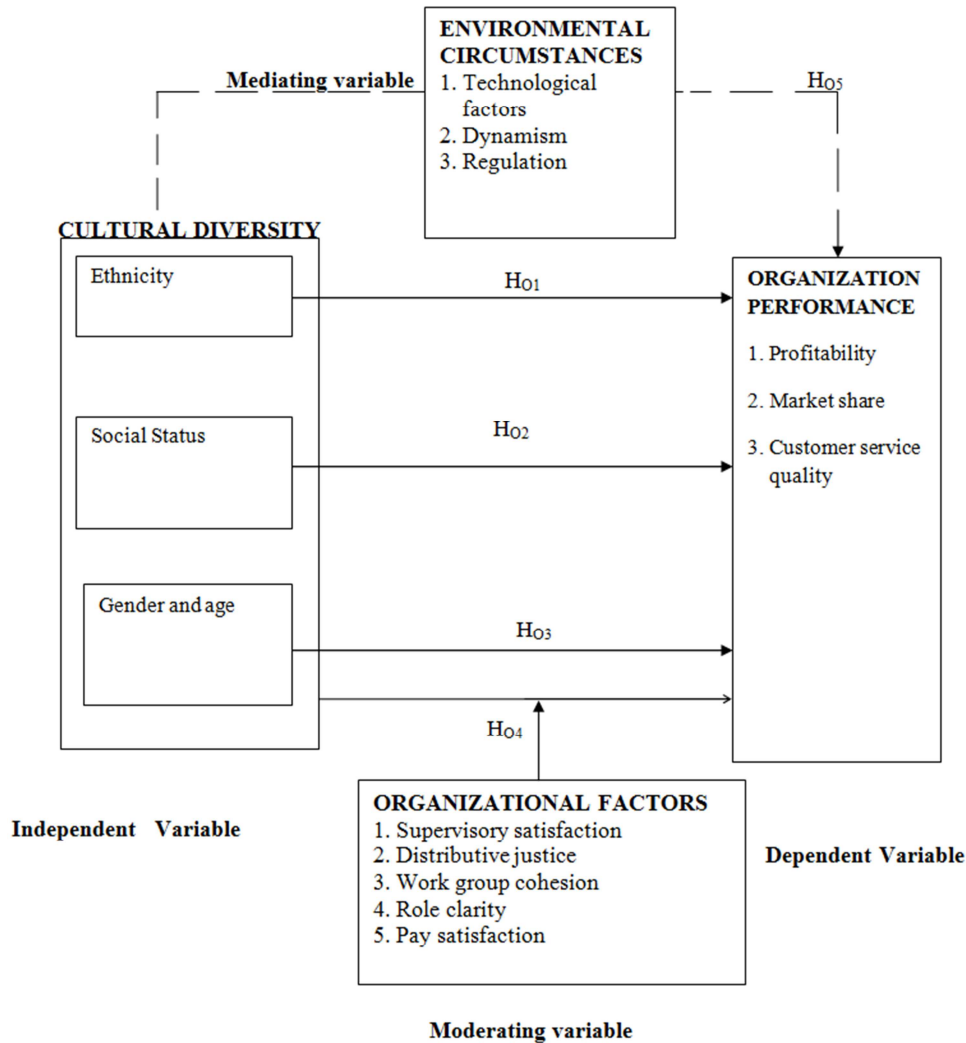 ENVIRONMENTAL
CIRCUMSTANCES
1. Technological
factors
2. Dynamism
3. Regulation
Mediating variable
HO5
CULTURAL DIVERSITY
Ethnicity
Social Status
Gender and age
HO1
HO2
HO3
HO4
ORGANIZATION
PERFORMANCE
1. Profitability
2. Market share
3. Customer service
quality
ORGANIZATIONAL FACTORS
1. Supervisory satisfaction
2. Distributive justice
3. Work group cohesion
4. Role clarity
5. Pay satisfaction
Independent Variable
Dependent Variable
Moderating variable